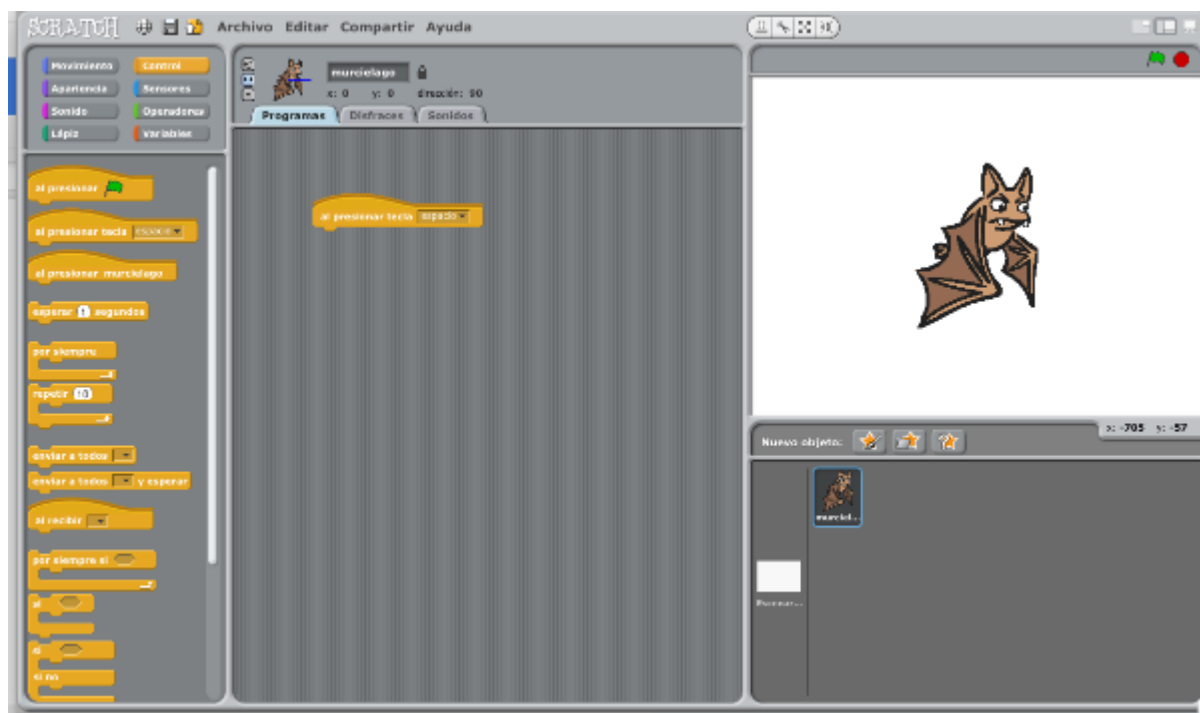 SCRATCH Archivo Editar Compartir Ayuda
Movimiento Control
Apariencia Sensores
Sonido Operadores
Lápiz Variables
murcielago
x: 0 y: 0 dirección: 90
Programas Disfraces Sonidos
al presionar
al presionar tecla espacio
al presionar murcielago
esperar 1 segundos
por siempre
repetir 10
enviar a todos
enviar a todos y esperar
al recibir
por siempre si
si
si
si no
al presionar tecla espacio
x: -705 y: -57
Nuevo objeto:
murciel...
Escenar...